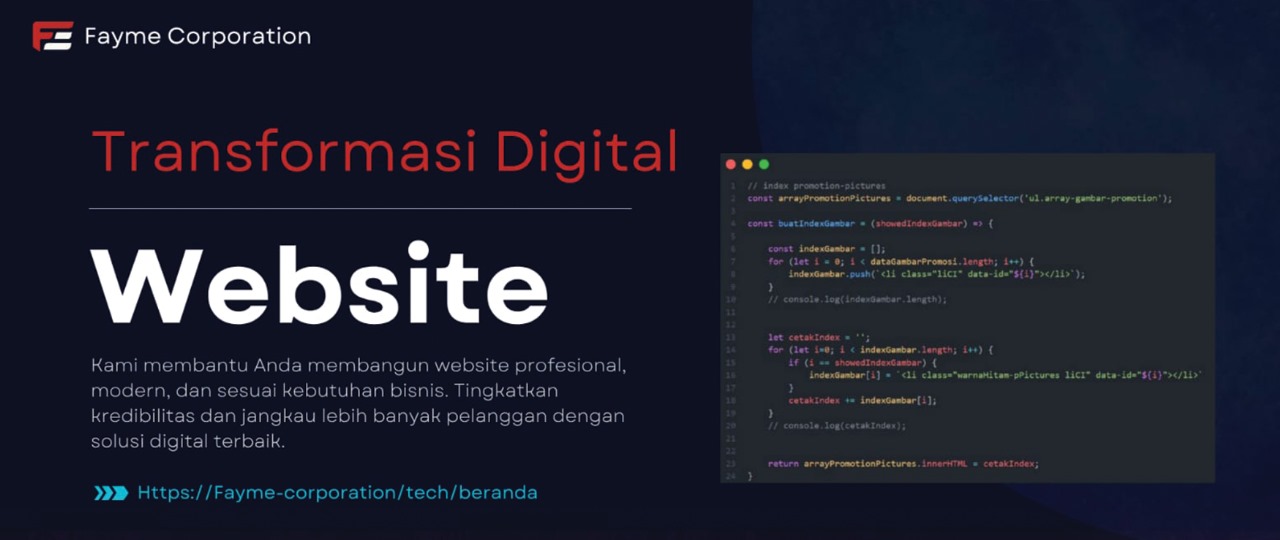 Fayme Corporation
Transformasi Digital
Website
Kami membantu Anda membangun website profesional,
modern, dan sesuai kebutuhan bisnis. Tingkatkan
kredibilitas dan jangkau lebih banyak pelanggan dengan
solusi digital terbaik.
Https://Fayme-corporation/tech/beranda
1 // index promotion-pictures
2 const arrayPromotionPictures = document.querySelector('ul.array-gambar-promotion');
3
4 const buatIndexGambar = (showedIndexGambar) => {
5
6 const indexGambar = [];
7 for (let i = 0; i < dataGambarPromosi.length; i++) {
8 indexGambar.push(`<li class="liCI" data-id="${i}"></li>`);
9 }
10 // console.log(indexGambar.length);
11
12
13 let cetakIndex = '';
14 for (let i=0; i < indexGambar.length; i++) {
15 if (i == showedIndexGambar) {
16 indexGambar[i] = `<li class="warnaHitam-pPictures liCI" data-id="${i}"></li>`
17 }
18 cetakIndex += indexGambar[i];
19 }
20 // console.log(cetakIndex);
21
22
23 return arrayPromotionPictures.innerHTML = cetakIndex;
24 }